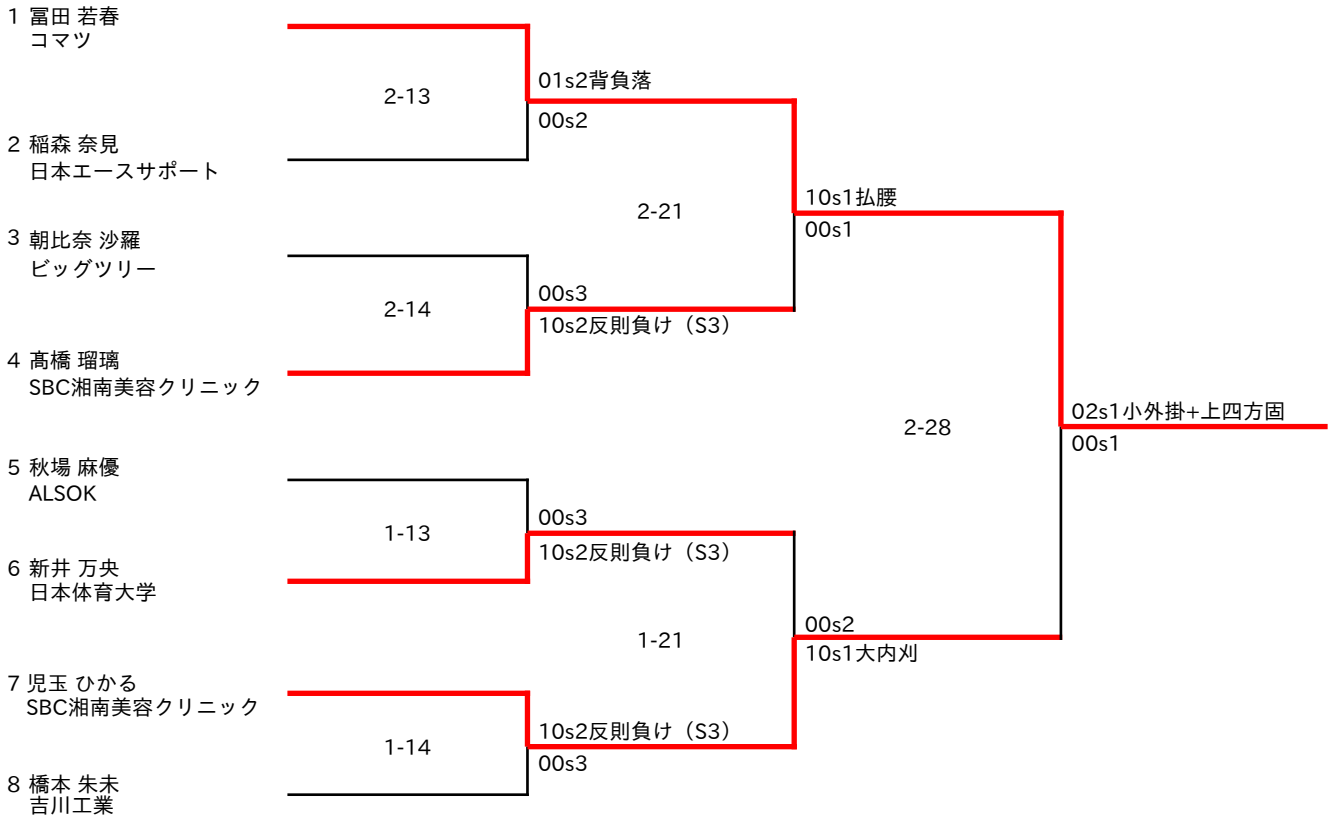 1 冨田 若春
コマツ
2-13
01s2背負落
00s2
2 稲森 奈見
日本エースサポート
2-21
10s1払腰
00s1
3 朝比奈 沙羅
ビッグツリー
2-14
00s3
10s2反則負け（S3）
4 髙橋 瑠璃
SBC湘南美容クリニック
2-28
02s1小外掛+上四方固
00s1
5 秋場 麻優
ALSOK
1-13
00s3
10s2反則負け（S3）
6 新井 万央
日本体育大学
1-21
00s2
10s1大内刈
7 児玉 ひかる
SBC湘南美容クリニック
1-14
10s2反則負け（S3）
00s3
8 橋本 朱未
吉川工業